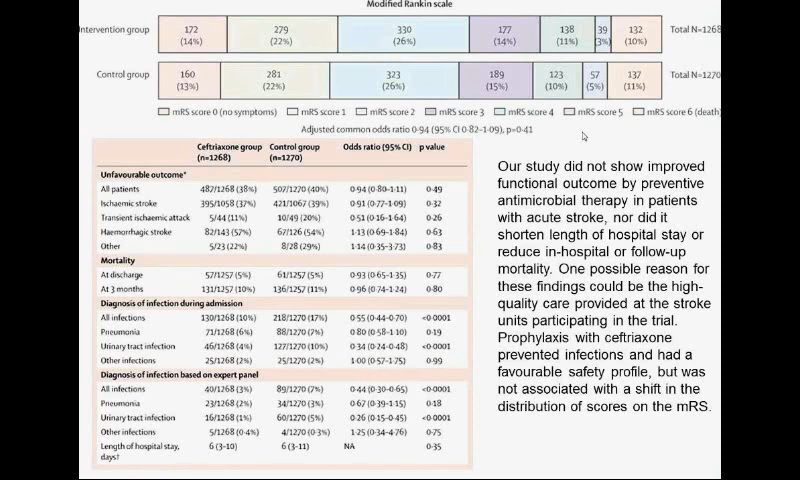 Modified Rankin scale
Intervention group 172 (14%) 279 (22%) 330 (26%) 177 (14%) 138 (11%) 39 (3%) 132 (10%) Total N=1268
Control group 160 (13%) 281 (22%) 323 (26%) 189 (15%) 123 (10%) 57 (5%) 137 (11%) Total N=1270
mRS score 0 (no symptoms) mRS score 1 mRS score 2 mRS score 3 mRS score 4 mRS score 5 mRS score 6 (death)
Adjusted common odds ratio 0·94 (95% CI 0·82–1·09), p=0·41
Ceftriaxone group (n=1268) Control group (n=1270) Odds ratio (95% CI) p value
Unfavourable outcome*
All patients 487/1268 (38%) 507/1270 (40%) 0·94 (0·80–1·11) 0·49
Ischaemic stroke 395/1058 (37%) 421/1067 (39%) 0·91 (0·77–1·09) 0·32
Transient ischaemic attack 5/44 (11%) 10/49 (20%) 0·51 (0·16–1·64) 0·26
Haemorrhagic stroke 82/143 (57%) 67/126 (54%) 1·13 (0·69–1·84) 0·63
Other 5/23 (22%) 8/28 (29%) 1·14 (0·35–3·73) 0·83
Mortality
At discharge 57/1257 (5%) 61/1257 (5%) 0·93 (0·65–1·35) 0·77
At 3 months 131/1257 (10%) 136/1257 (11%) 0·96 (0·74–1·24) 0·80
Diagnosis of infection during admission
All infections 130/1268 (10%) 218/1270 (17%) 0·55 (0·44–0·70) <0·0001
Pneumonia 71/1268 (6%) 88/1270 (7%) 0·80 (0·58–1·10) 0·19
Urinary tract infection 46/1268 (4%) 127/1270 (10%) 0·34 (0·24–0·48) <0·0001
Other infections 25/1268 (2%) 25/1270 (2%) 1·00 (0·57–1·75) 0·99
Diagnosis of infection based on expert panel
All infections 40/1268 (3%) 89/1270 (7%) 0·44 (0·30–0·65) <0·0001
Pneumonia 23/1268 (2%) 34/1270 (3%) 0·67 (0·39–1·15) 0·18
Urinary tract infection 16/1268 (1%) 60/1270 (5%) 0·26 (0·15–0·45) <0·0001
Other infections 5/1268 (0·4%) 4/1270 (0·3%) 1·25 (0·34–4·76) 0·75
Length of hospital stay, days† 6 (3–10) 6 (3–11) NA 0·35
Our study did not show improved
functional outcome by preventive
antimicrobial therapy in patients
with acute stroke, nor did it
shorten length of hospital stay or
reduce in-hospital or follow-up
mortality. One possible reason for
these findings could be the high-
quality care provided at the stroke
units participating in the trial.
Prophylaxis with ceftriaxone
prevented infections and had a
favourable safety profile, but was
not associated with a shift in the
distribution of scores on the mRS.